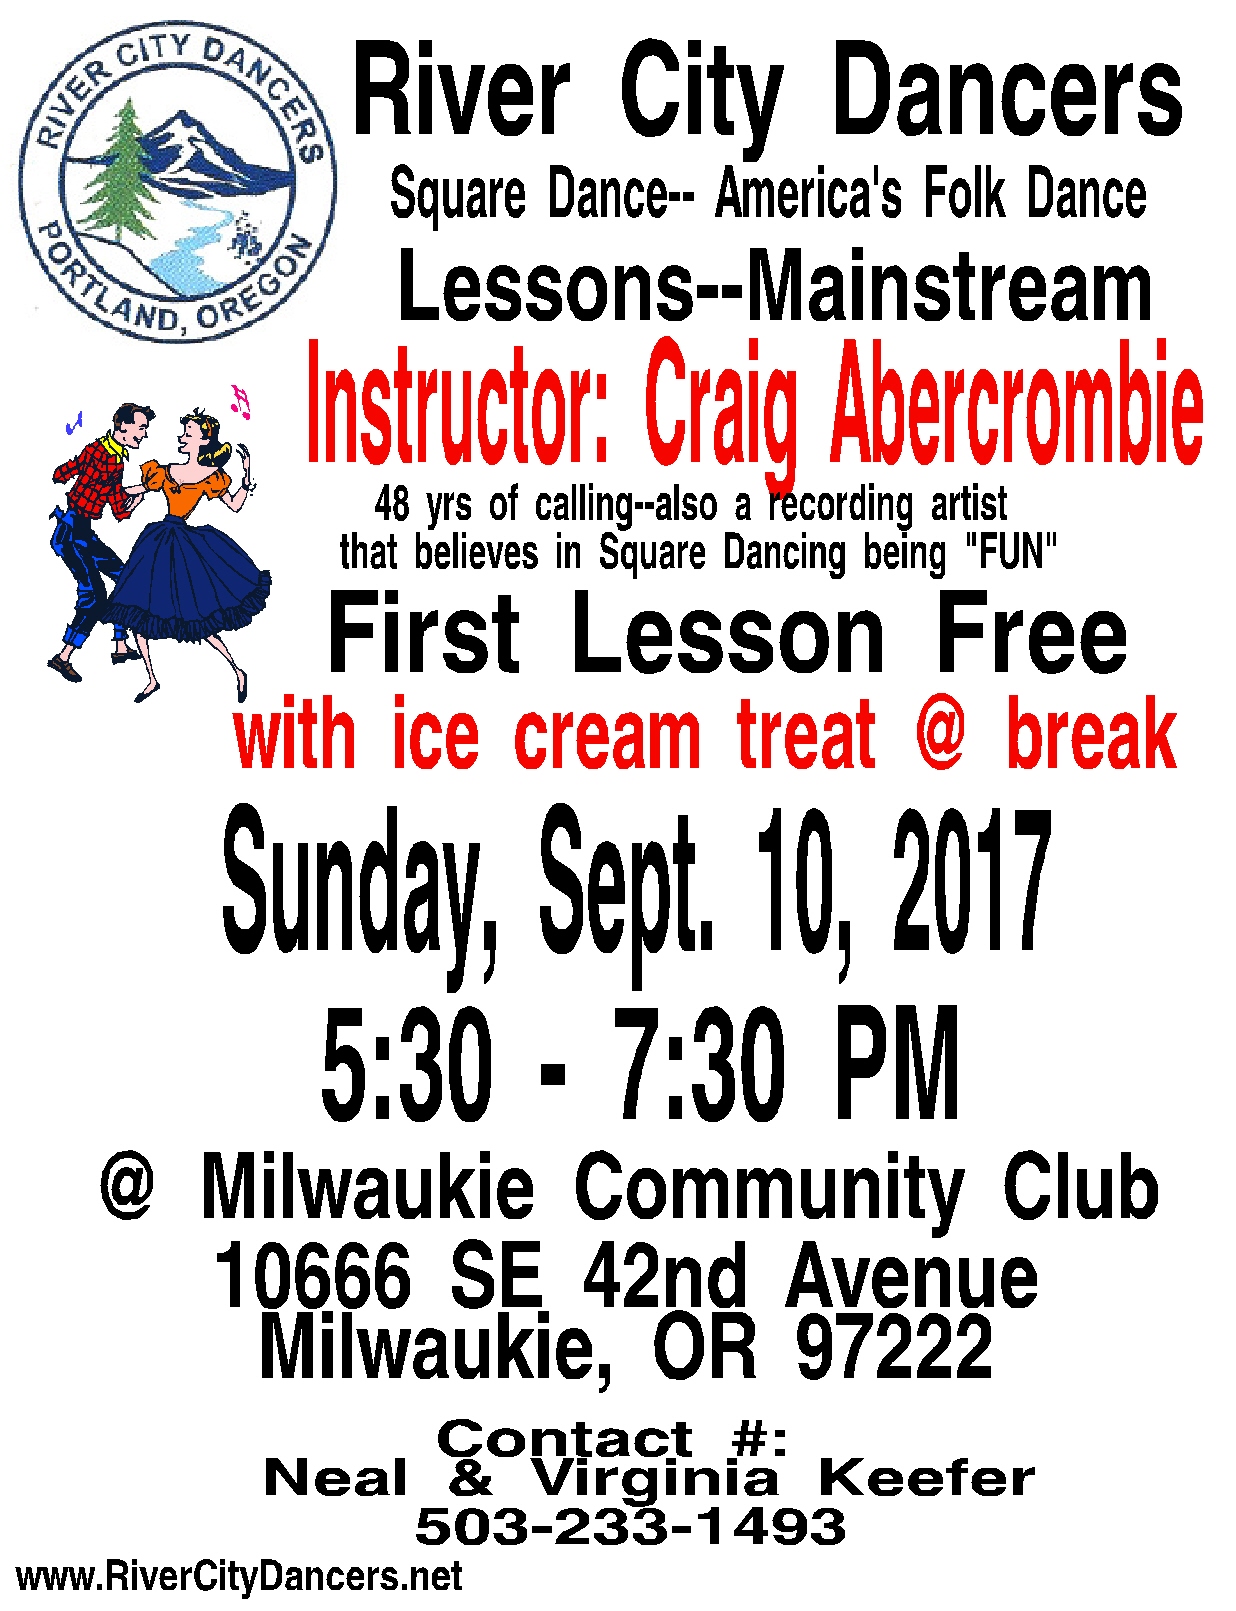 RIVER CITY DANCERS
PORTLAND, OREGON
River City Dancers
Square Dance-- America's Folk Dance
Lessons--Mainstream
Instructor: Craig Abercrombie
48 yrs of calling--also a recording artist
that believes in Square Dancing being "FUN"
First Lesson Free
with ice cream treat @ break
Sunday, Sept. 10, 2017
5:30 - 7:30 PM
@ Milwaukie Community Club
10666 SE 42nd Avenue
Milwaukie, OR 97222
Contact #:
Neal & Virginia Keefer
503-233-1493
www.RiverCityDancers.net